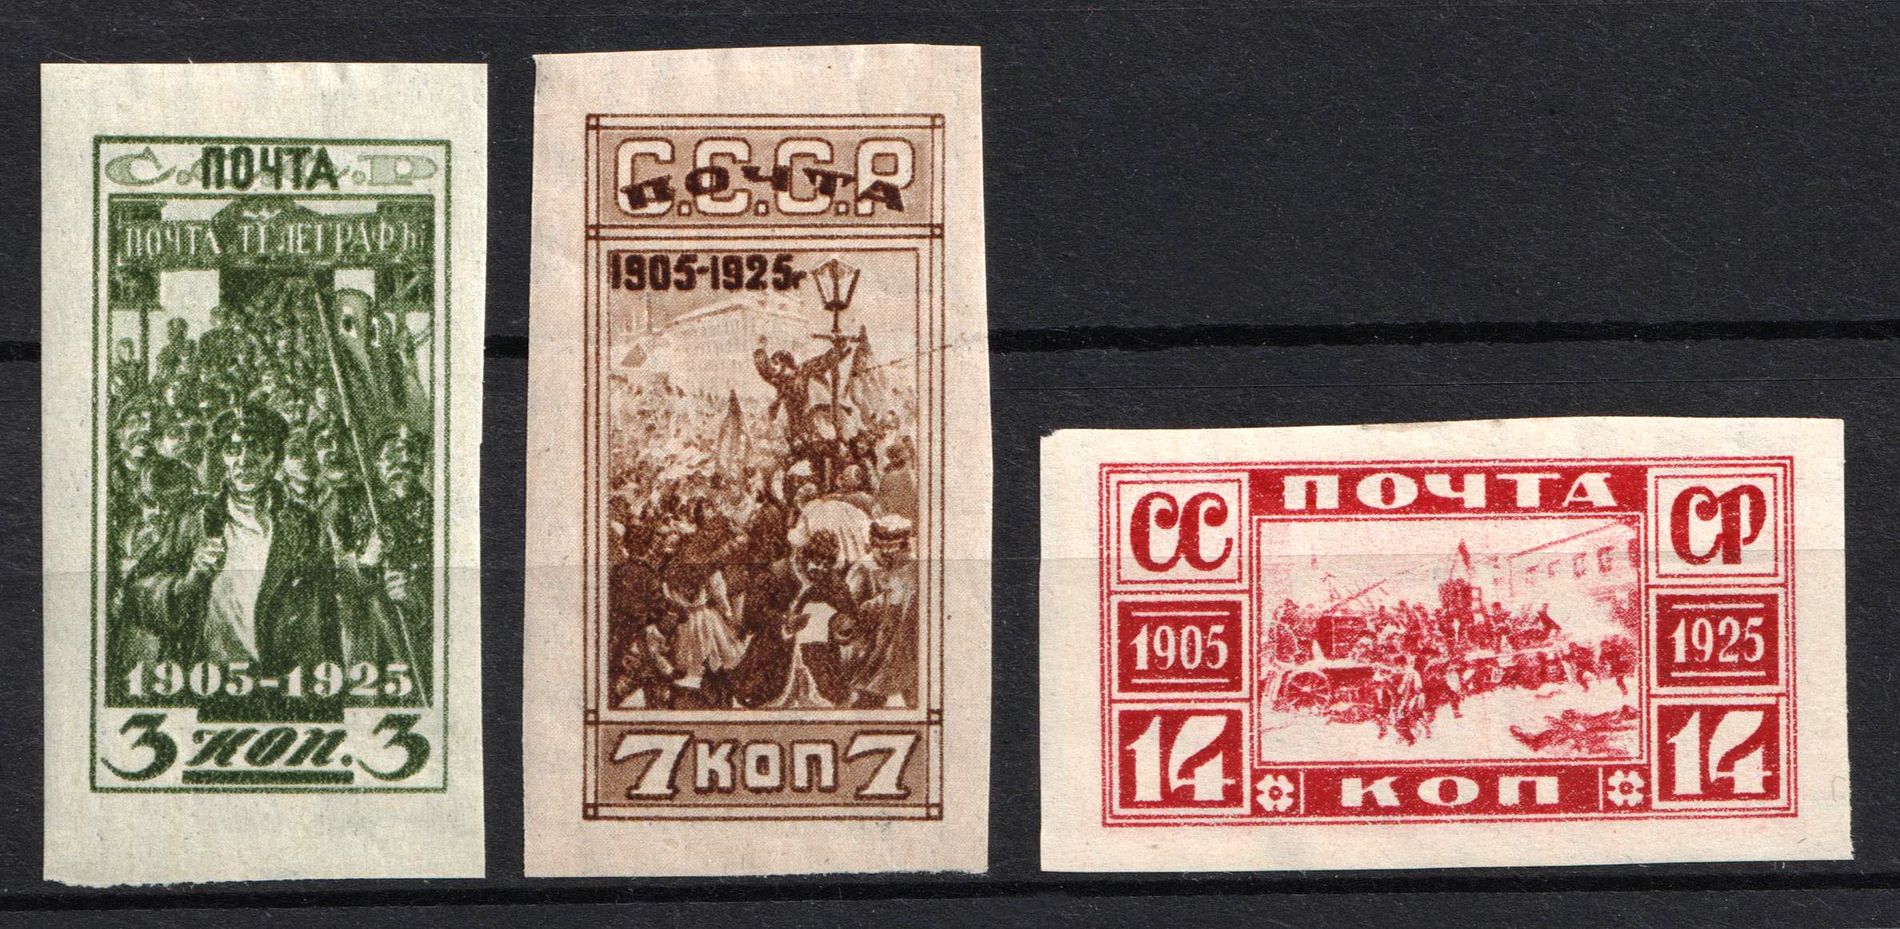 С.С.С.Р
ПОЧТА
ПОЧТА ТЕЛЕГРАФЪ
1905-1925
3 коп. 3
С.С.С.Р
ПОЧТА
1905-1925г
7 КОП 7
ПОЧТА
СС СР
1905 1925
14 КОП 14